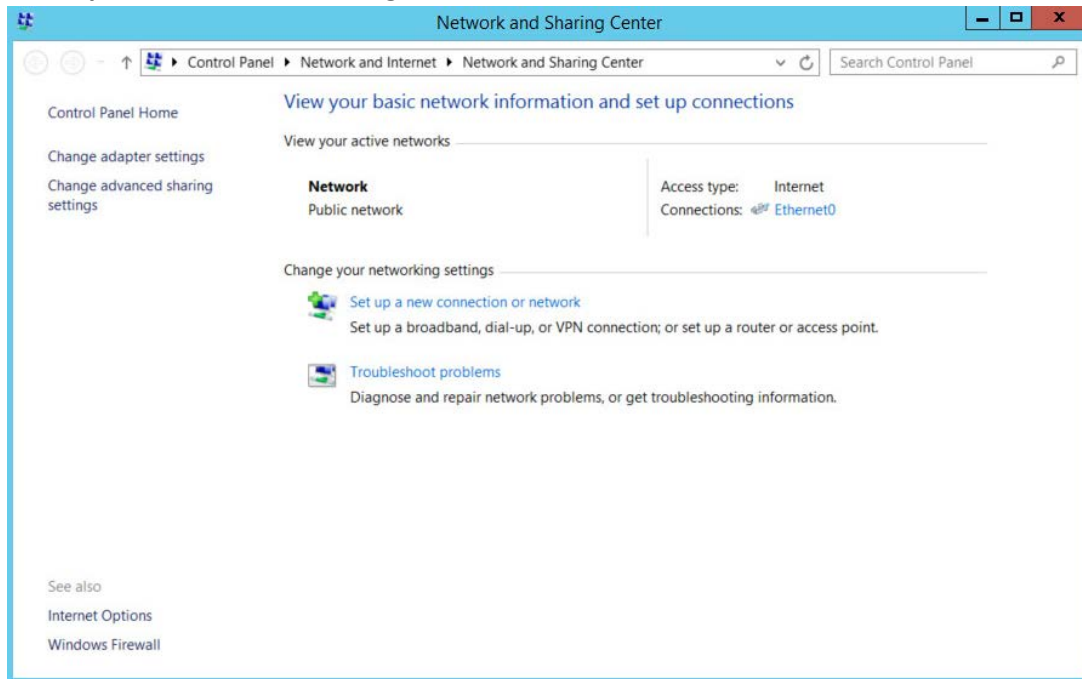 Network and Sharing Center
Control Panel Network and Internet Network and Sharing Center
Search Control Panel
Control Panel Home
Change adapter settings
Change advanced sharing
settings
View your basic network information and set up connections
View your active networks
Network
Public network
Access type: Internet
Connections: Ethernet0
Change your networking settings
Set up a new connection or network
Set up a broadband, dial-up, or VPN connection; or set up a router or access point.
Troubleshoot problems
Diagnose and repair network problems, or get troubleshooting information.
See also
Internet Options
Windows Firewall